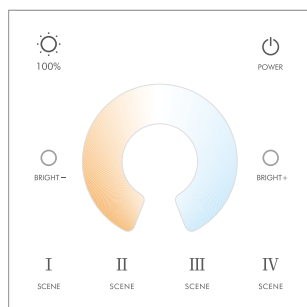 100%
POWER
BRIGHT−
BRIGHT+
I II III IV
SCENE SCENE SCENE SCENE